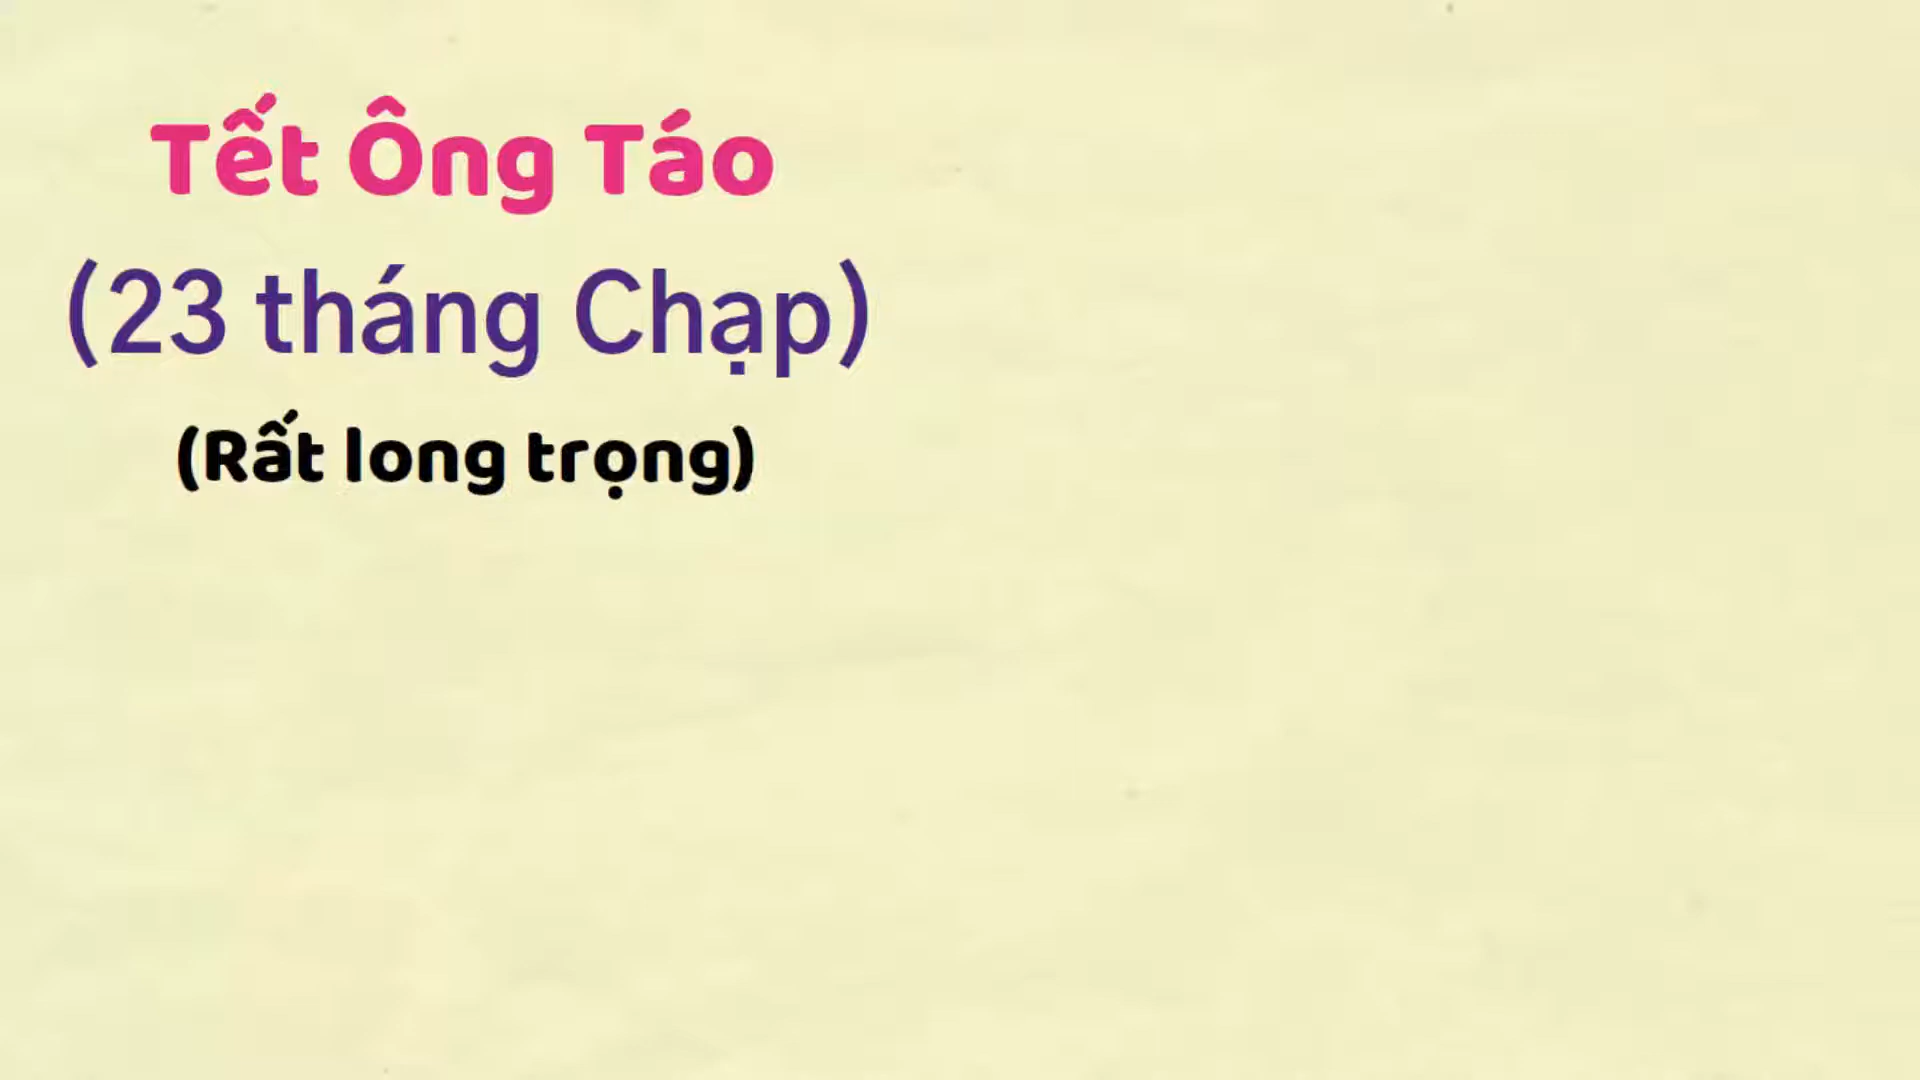 Tết Ông Táo
(23 tháng Chạp)
(Rất long trọng)